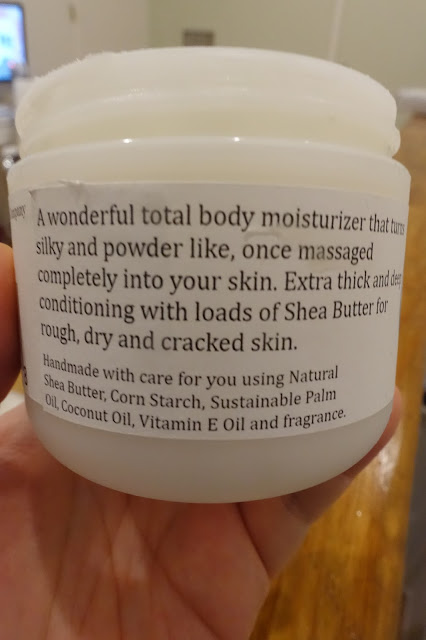 A wonderful total body moisturizer that turns
silky and powder like, once massaged
completely into your skin. Extra thick and deep
conditioning with loads of Shea Butter for
rough, dry and cracked skin.
Handmade with care for you using Natural
Shea Butter, Corn Starch, Sustainable Palm
Oil, Coconut Oil, Vitamin E Oil and fragrance.